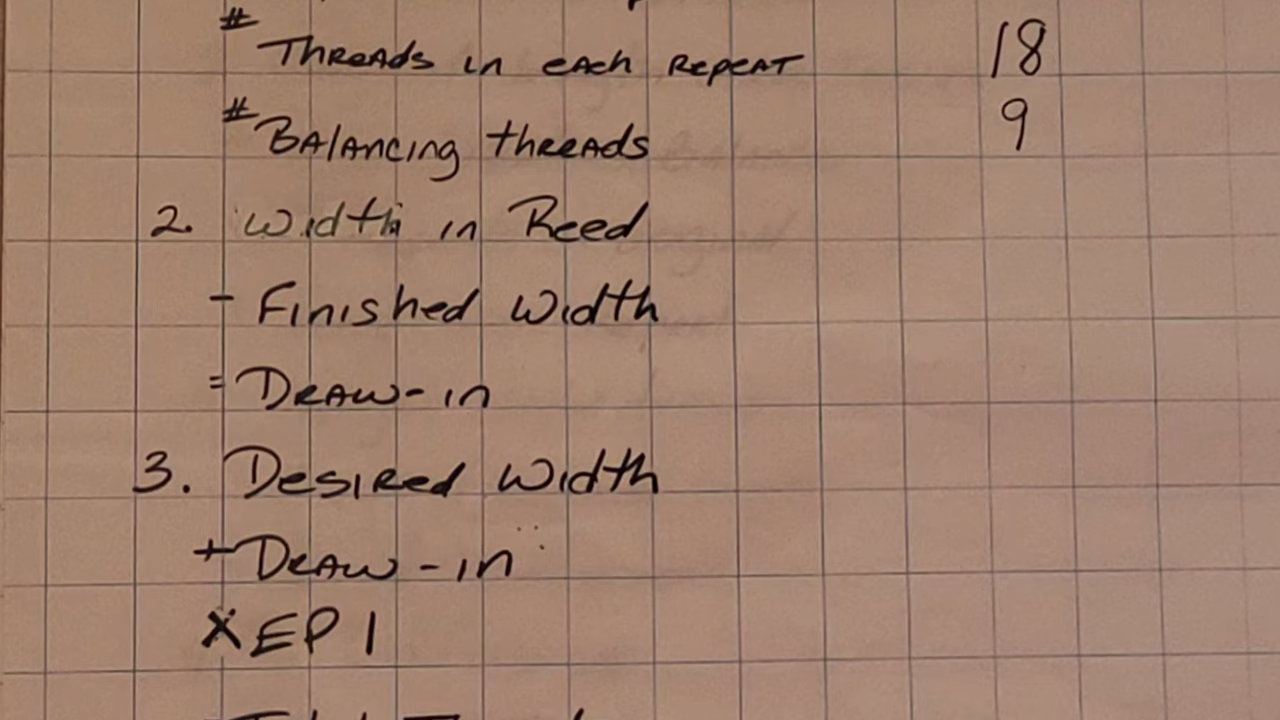 # Threads in each Repeat 18
# Balancing threads 9
2. Width in Reed
- Finished Width
= Draw-in
3. Desired Width
+ Draw-in
X EPI